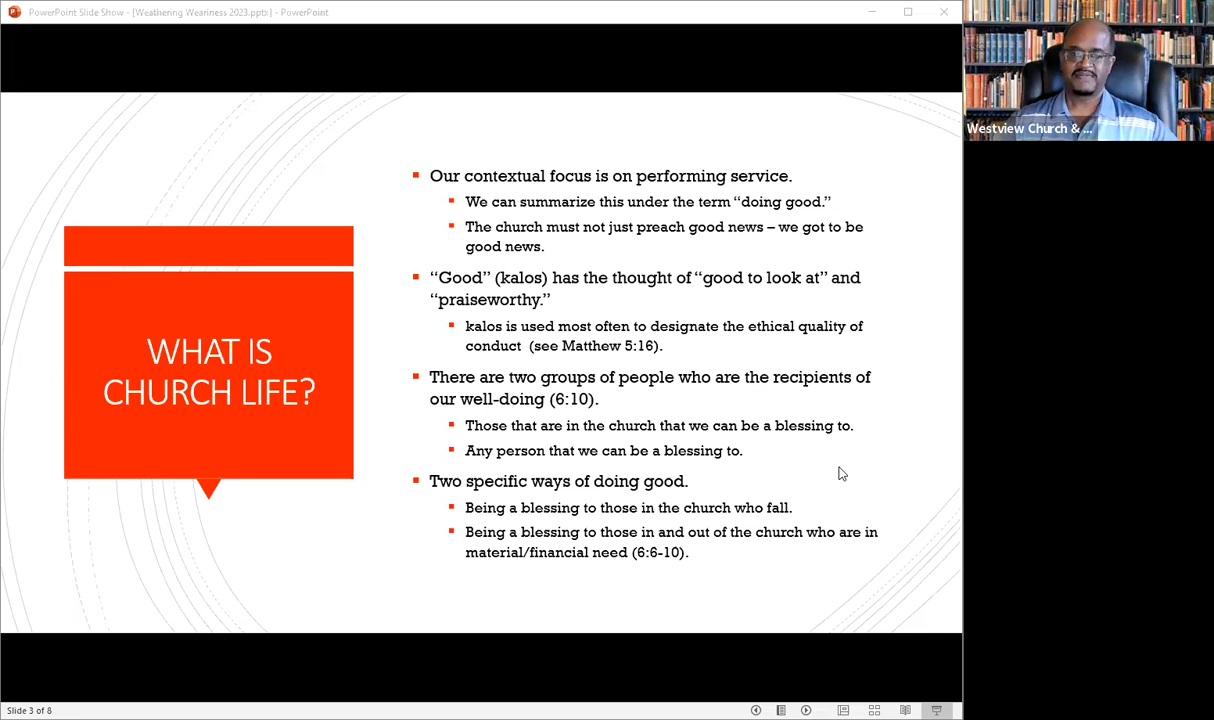 PowerPoint Slide Show - [Weathering Weariness 2023.pptx] - PowerPoint
Westview Church & ...
WHAT IS
CHURCH LIFE?
Our contextual focus is on performing service.
We can summarize this under the term “doing good.”
The church must not just preach good news – we got to be
good news.
“Good” (kalos) has the thought of “good to look at” and
“praiseworthy.”
kalos is used most often to designate the ethical quality of
conduct (see Matthew 5:16).
There are two groups of people who are the recipients of
our well-doing (6:10).
Those that are in the church that we can be a blessing to.
Any person that we can be a blessing to.
Two specific ways of doing good.
Being a blessing to those in the church who fall.
Being a blessing to those in and out of the church who are in
material/financial need (6:6-10).
Slide 3 of 8